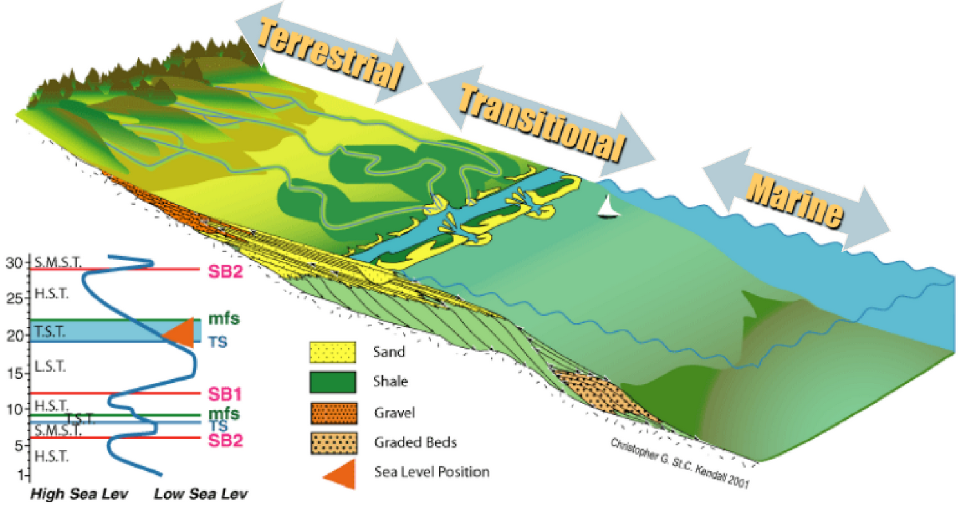 Terrestrial
Transitional
Marine
30
S.M.S.T.
SB2
H.S.T.
25
mfs
T.S.T.
20
TS
L.S.T.
15
SB1
H.S.T.
10
mfs
T.S.T.
TS
S.M.S.T.
SB2
5
H.S.T.
1
High Sea Lev Low Sea Lev
Sand
Shale
Gravel
Graded Beds
Sea Level Position
Christopher G. St.C. Kendall 2001